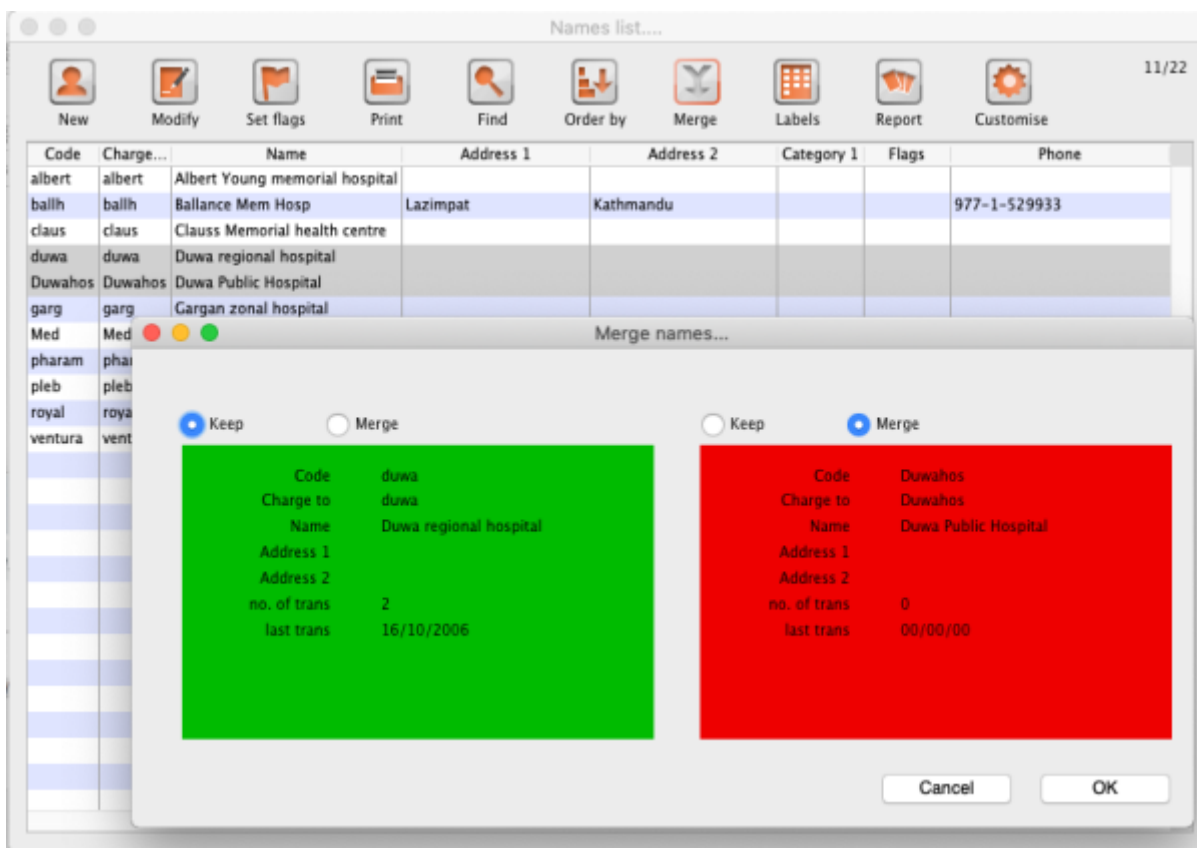 Names list....
11/22
New Modify Set flags Print Find Order by Merge Labels Report Customise
Code Charge... Name Address 1 Address 2 Category 1 Flags Phone
albert albert Albert Young memorial hospital
ballh ballh Ballance Mem Hosp Lazimpat Kathmandu 977-1-529933
claus claus Clauss Memorial health centre
duwa duwa Duwa regional hospital
Duwahos Duwahos Duwa Public Hospital
garg garg Gargan zonal hospital
Med Med
pharam phar
pleb pleb
royal roya
ventura vent
Merge names...
Keep Merge Keep Merge
Code duwa
Charge to duwa
Name Duwa regional hospital
Address 1
Address 2
no. of trans 2
last trans 16/10/2006
Code Duwahos
Charge to Duwahos
Name Duwa Public Hospital
Address 1
Address 2
no. of trans 0
last trans 00/00/00
Cancel OK